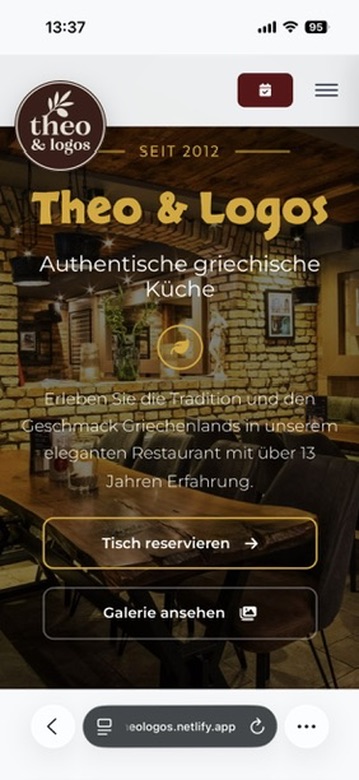 13:37
95
theo
& logos
SEIT 2012
Theo & Logos
Authentische griechische
Küche
Erleben Sie die Tradition und den
Geschmack Griechenlands in unserem
eleganten Restaurant mit über 13
Jahren Erfahrung.
Tisch reservieren →
Galerie ansehen
eologos.netlify.app